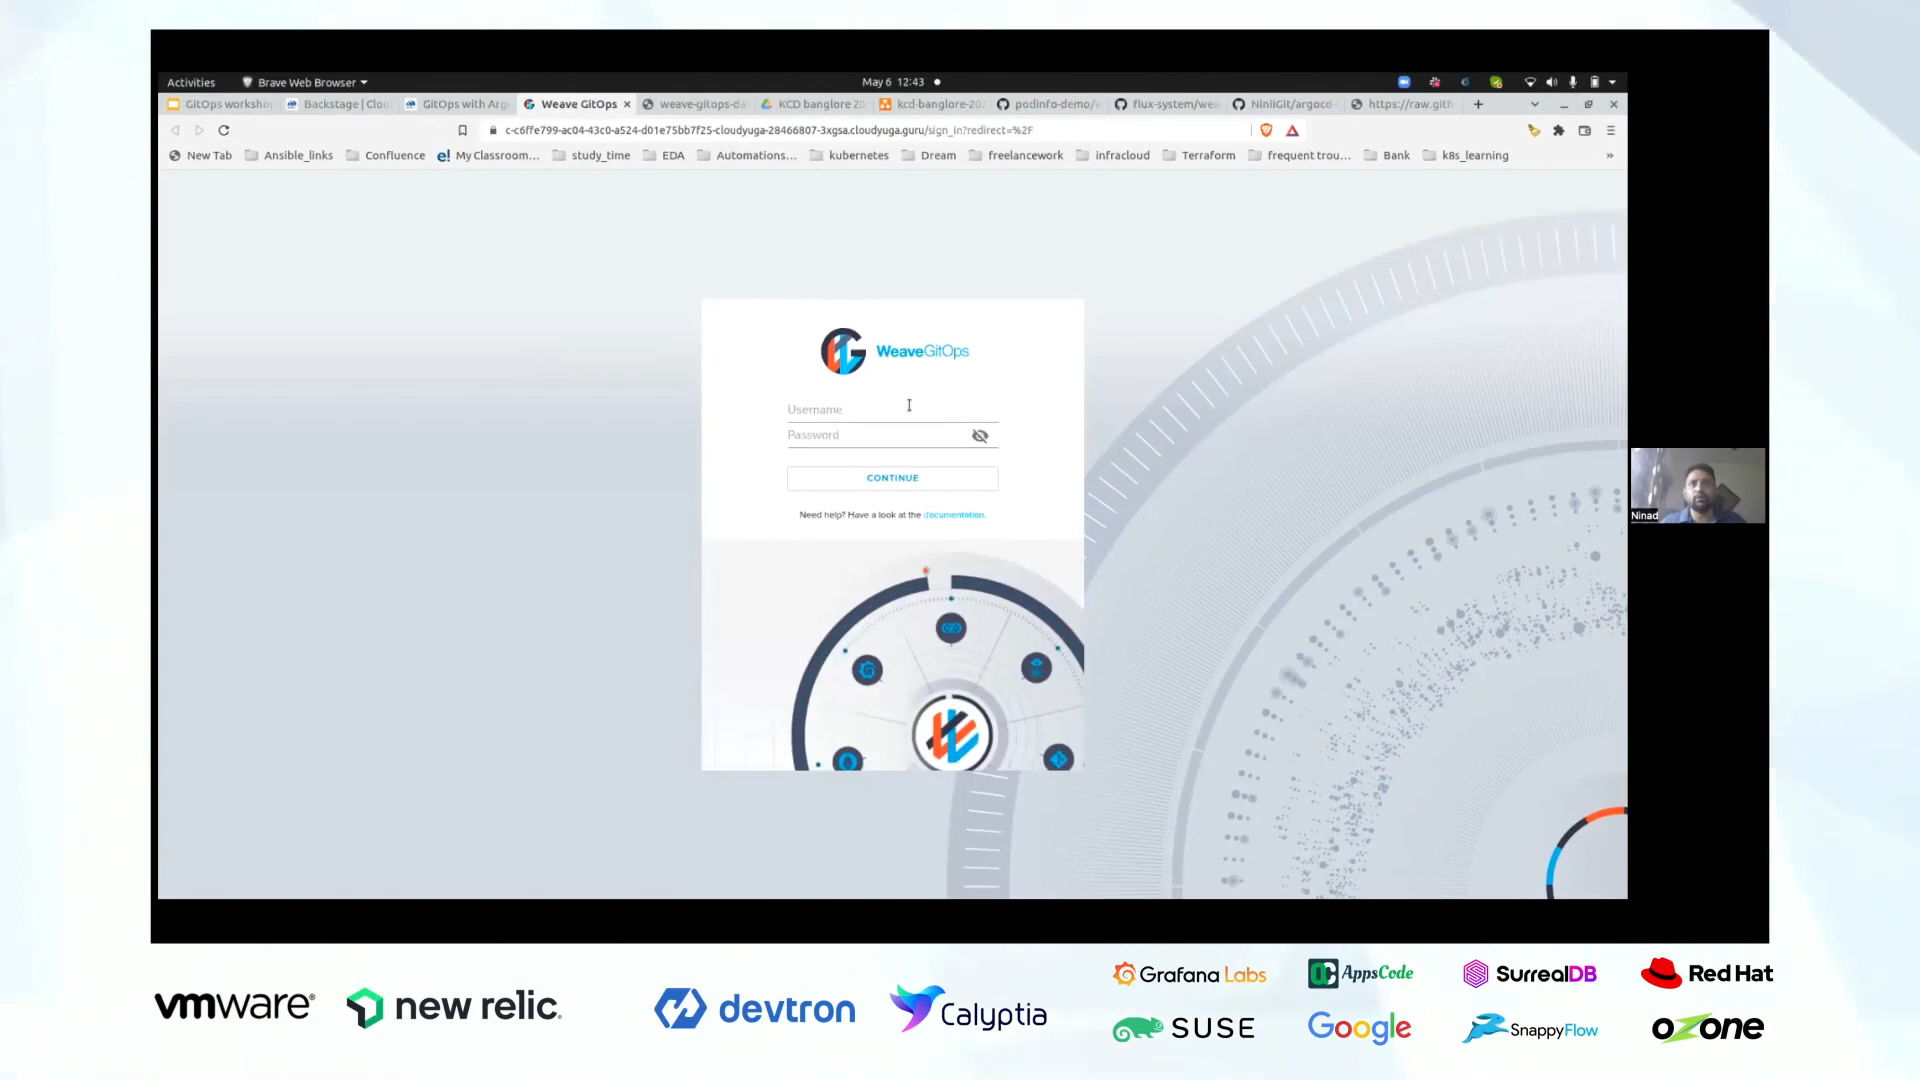 Activities
Brave Web Browser
May 6 12:43
GitOps workshop
Backstage | Clou
GitOps with Arg
Weave GitOps
weave-gitops-da
KCD banglore 20
kcd-banglore-20
podinfo-demo/
flux-system/wea
NiniiGit/argocd-
https://raw.gith
c-c6ffe799-ac04-43c0-a524-d01e75bb7f25-cloudyuga-28466807-3xgsa.cloudyuga.guru/sign_in?redirect=%2F
New Tab
Ansible_links
Confluence
e! My Classroom...
study_time
EDA
Automations...
kubernetes
Dream
freelancework
infracloud
Terraform
frequent trou...
Bank
k8s_learning
WeaveGitOps
Username
Password
CONTINUE
Need help? Have a look at the documentation.
Ninad
vmware®
new relic.
devtron
Calyptia
Grafana Labs
AppsCode
SurrealDB
Red Hat
SUSE
Google
SnappyFlow
OZone